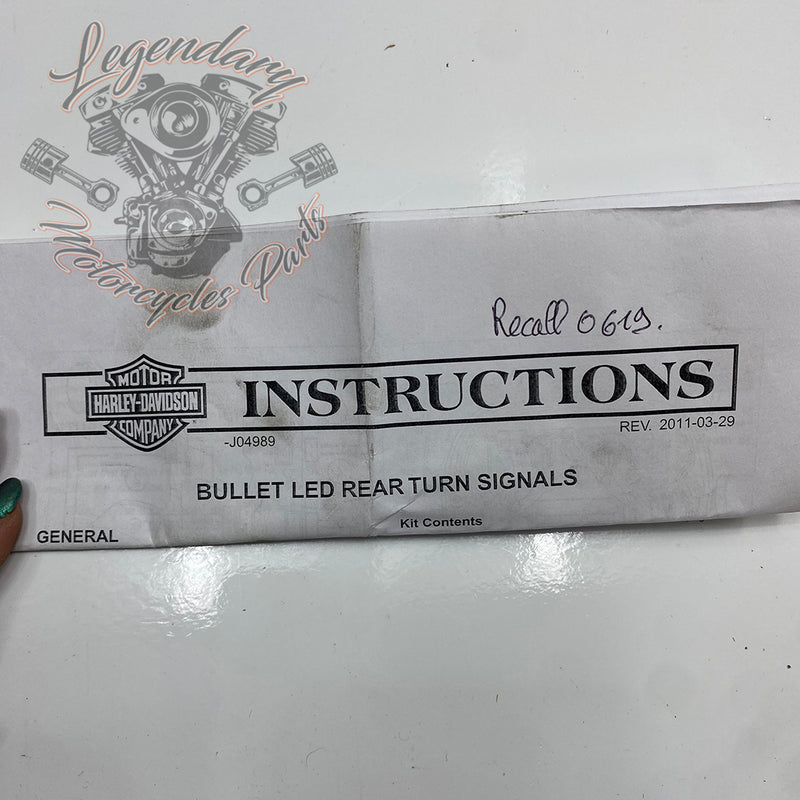 Legendary
Motorcycles Parts
Recall 0619.
MOTOR
HARLEY-DAVIDSON
COMPANY
INSTRUCTIONS
-J04989
REV. 2011-03-29
BULLET LED REAR TURN SIGNALS
GENERAL
Kit Contents